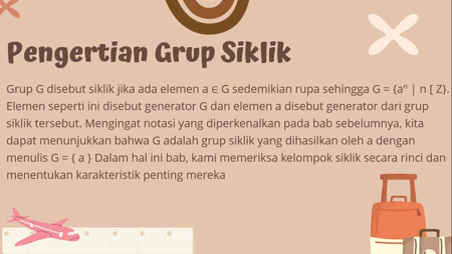 Pengertian Grup Siklik
Grup G disebut siklik jika ada elemen a ∈ G sedemikian rupa sehingga G = {aⁿ | n [ Z}.
Elemen seperti ini disebut generator G dan elemen a disebut generator dari grup
siklik tersebut. Mengingat notasi yang diperkenalkan pada bab sebelumnya, kita
dapat menunjukkan bahwa G adalah grup siklik yang dihasilkan oleh a dengan
menulis G = { a } Dalam hal ini bab, kami memeriksa kelompok siklik secara rinci dan
menentukan karakteristik penting mereka